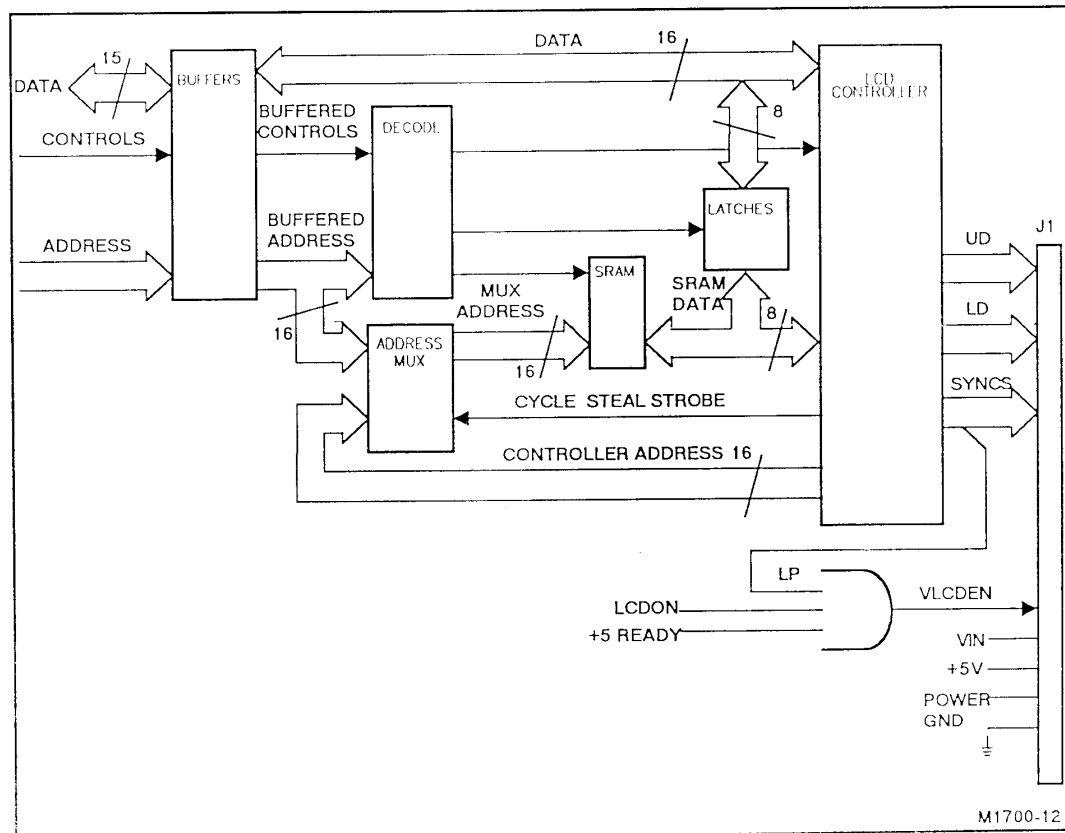 DATA
16
15
DATA
BUFFERS
LCD
CONTROLLER
BUFFERED
CONTROLS
DECODE
8
CONTROLS
LATCHES
J1
BUFFERED
ADDRESS
ADDRESS
UD
SRAM
SRAM
DATA
MUX
ADDRESS
LD
8
16
ADDRESS
MUX
16
SYNCS
CYCLE STEAL STROBE
CONTROLLER ADDRESS 16
LP
LCDON
+5 READY
VLCDEN
VIN
+5V
POWER
GND
M1700-12